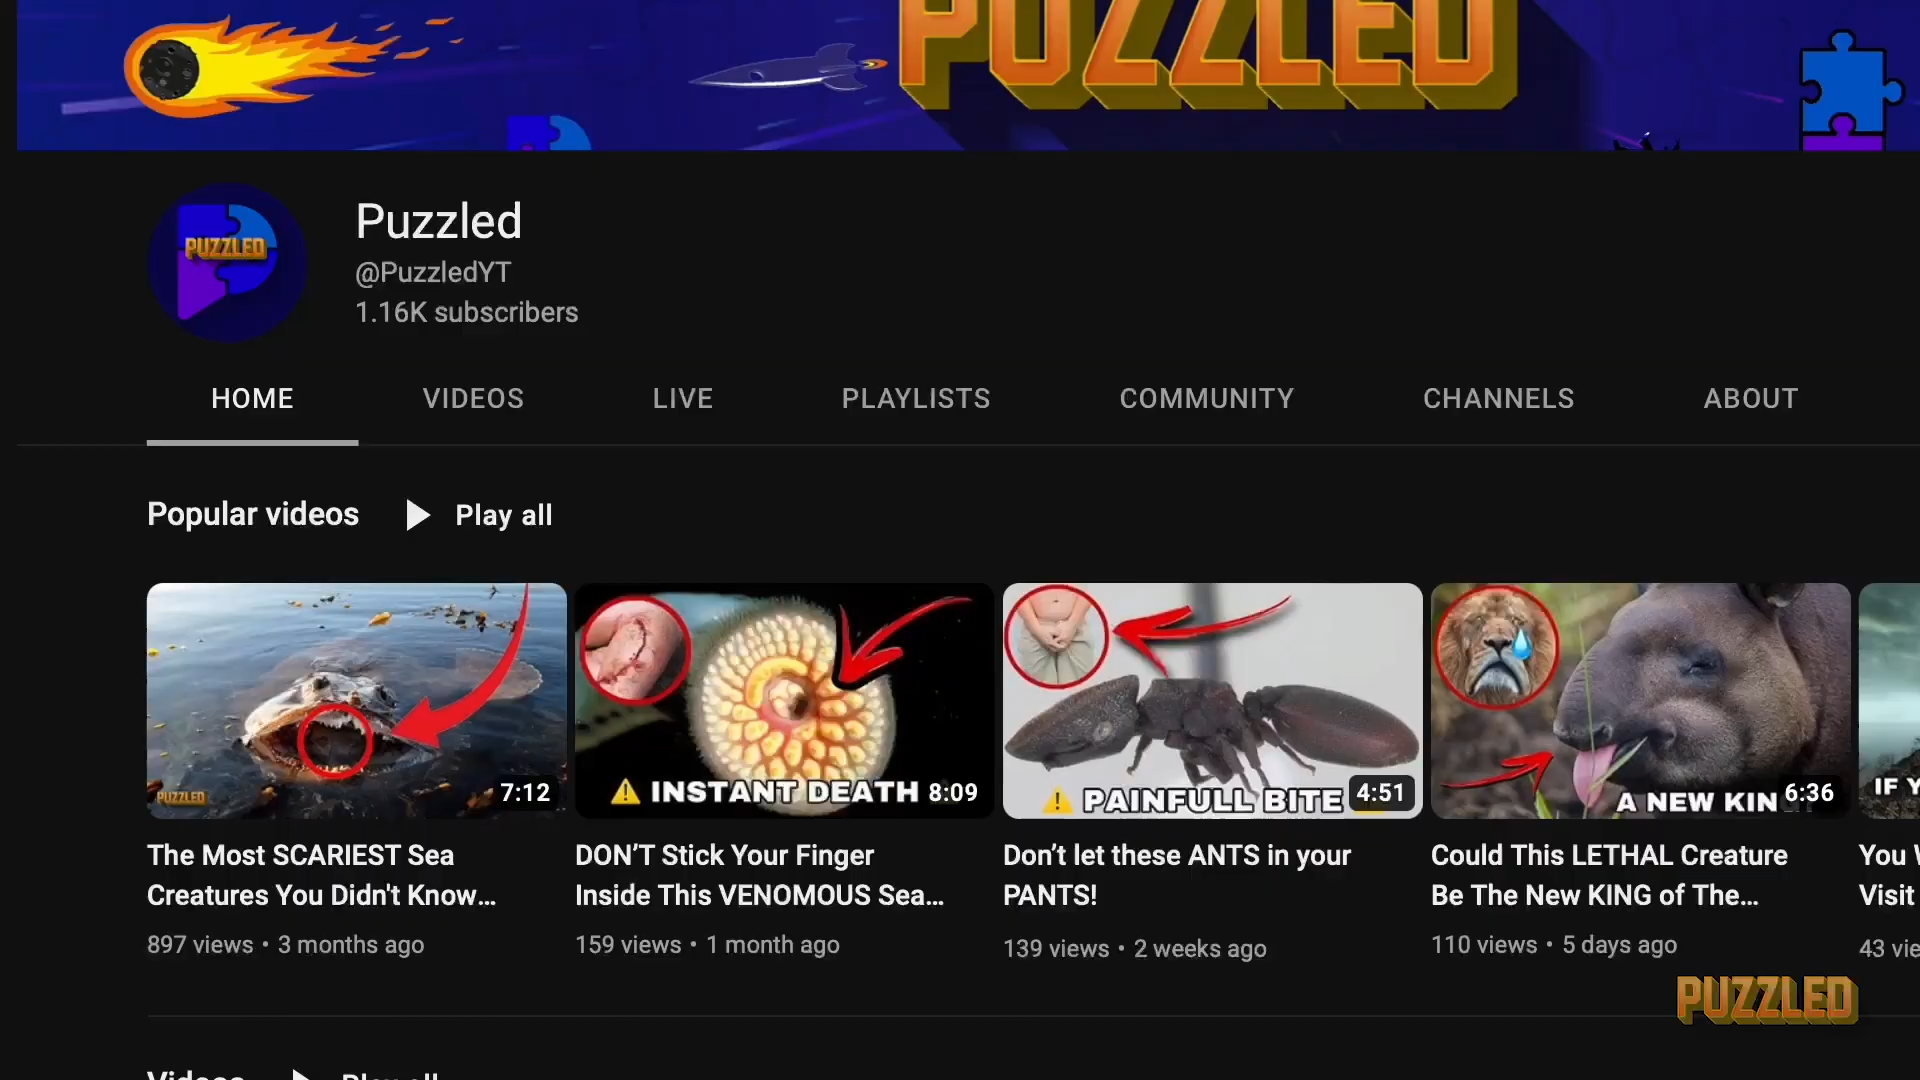 PUZZLED
PUZZLED
Puzzled
@PuzzledYT
1.16K subscribers
HOME
VIDEOS
LIVE
PLAYLISTS
COMMUNITY
CHANNELS
ABOUT
Popular videos
Play all
PUZZLED
7:12
INSTANT DEATH
8:09
PAINFULL BITE
4:51
A NEW KIN
6:36
IF Y
The Most SCARIEST Sea
Creatures You Didn't Know...
897 views • 3 months ago
DON'T Stick Your Finger
Inside This VENOMOUS Sea...
159 views • 1 month ago
Don't let these ANTS in your
PANTS!
139 views • 2 weeks ago
Could This LETHAL Creature
Be The New KING of The...
110 views • 5 days ago
You
Visit
43 vie
PUZZLED
Videos
Play all